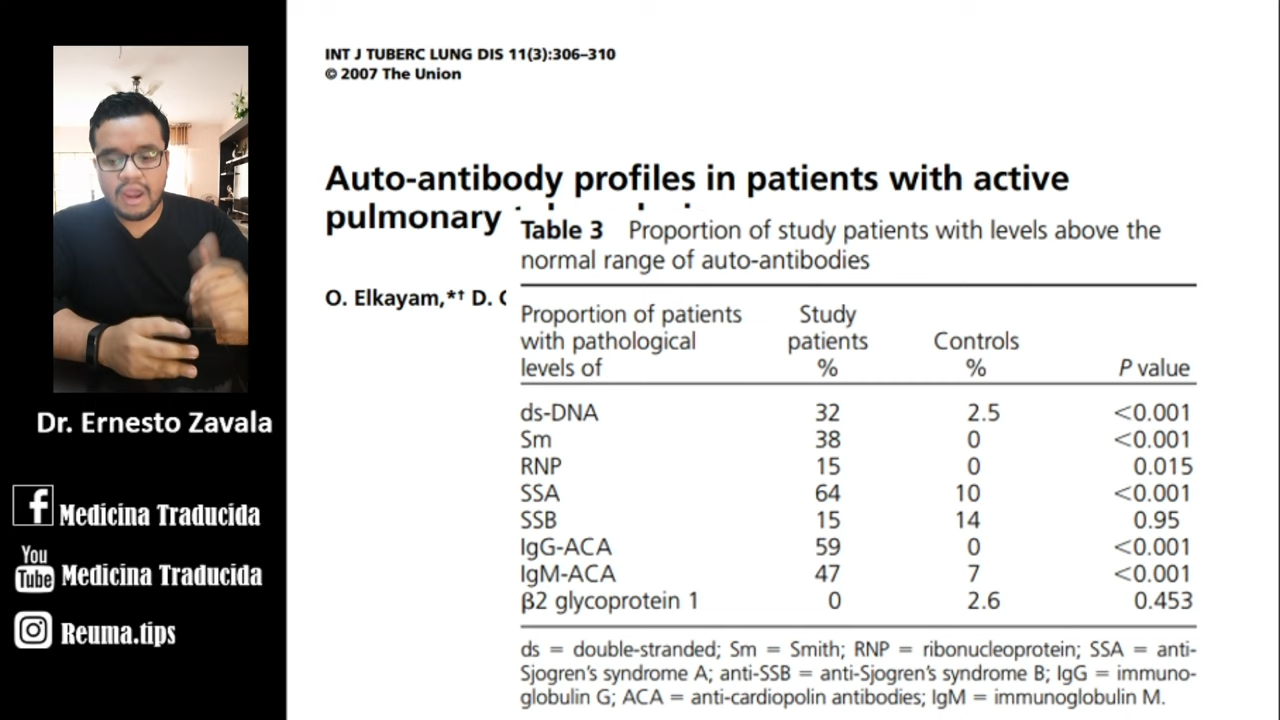 INT J TUBERC LUNG DIS 11(3):306–310
© 2007 The Union
Auto-antibody profiles in patients with active
pulmonary
O. Elkayam,*† D.
Table 3 Proportion of study patients with levels above the
normal range of auto-antibodies
Proportion of patients with pathological levels of Study patients % Controls % P value
ds-DNA 32 2.5 <0.001
Sm 38 0 <0.001
RNP 15 0 0.015
SSA 64 10 <0.001
SSB 15 14 0.95
IgG-ACA 59 0 <0.001
IgM-ACA 47 7 <0.001
β2 glycoprotein 1 0 2.6 0.453
ds = double-stranded; Sm = Smith; RNP = ribonucleoprotein; SSA = anti-
Sjogren's syndrome A; anti-SSB = anti-Sjogren's syndrome B; IgG = immuno-
globulin G; ACA = anti-cardiopolin antibodies; IgM = immunoglobulin M.
Dr. Ernesto Zavala
f Medicina Traducida
You Tube Medicina Traducida
Reuma.tips